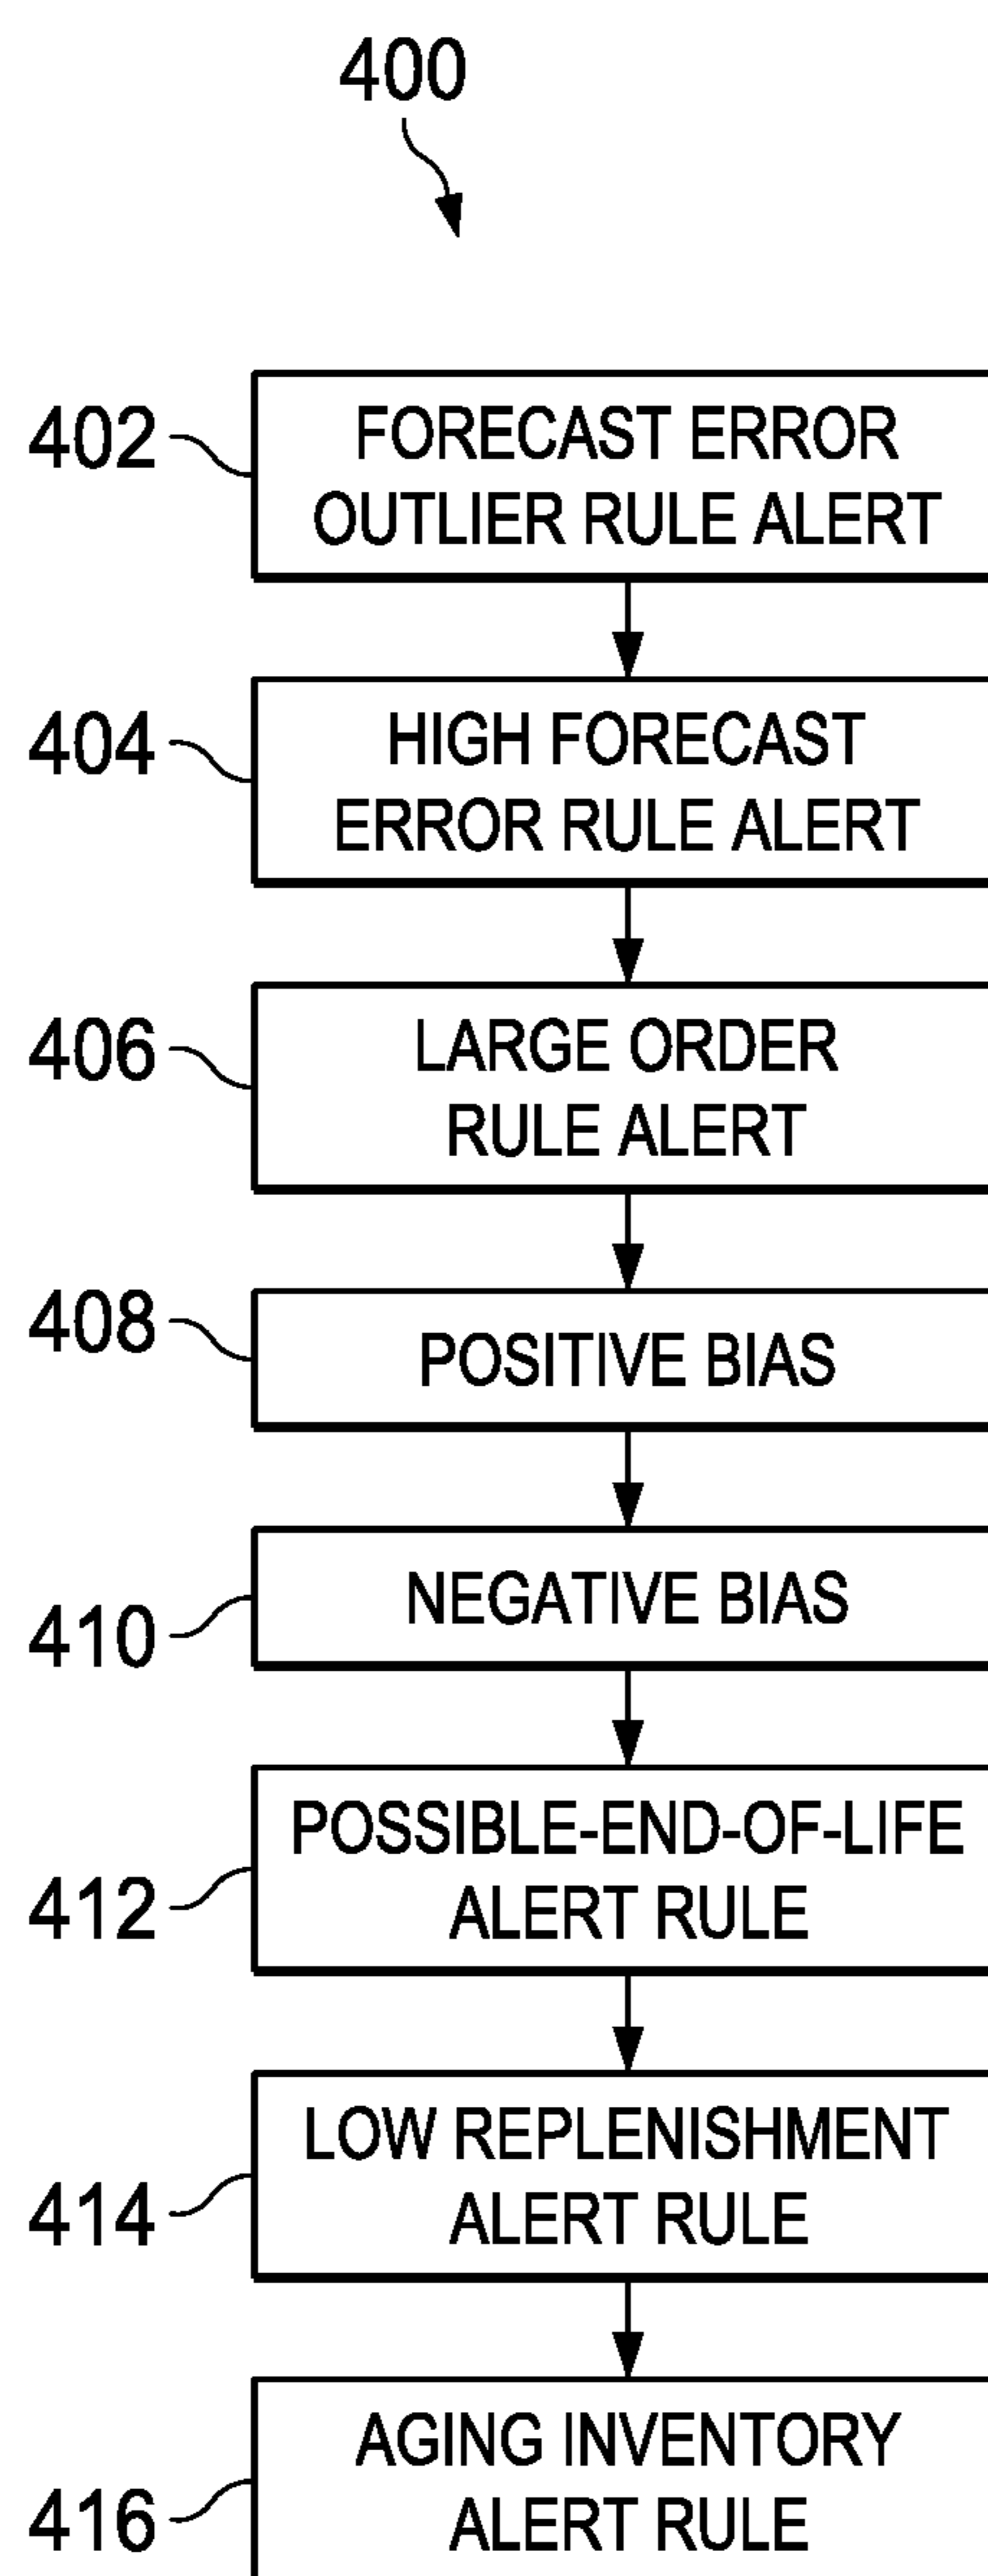 400
402
FORECAST ERROR
OUTLIER RULE ALERT
404
HIGH FORECAST
ERROR RULE ALERT
406
LARGE ORDER
RULE ALERT
408
POSITIVE BIAS
410
NEGATIVE BIAS
412
POSSIBLE-END-OF-LIFE
ALERT RULE
414
LOW REPLENISHMENT
ALERT RULE
416
AGING INVENTORY
ALERT RULE